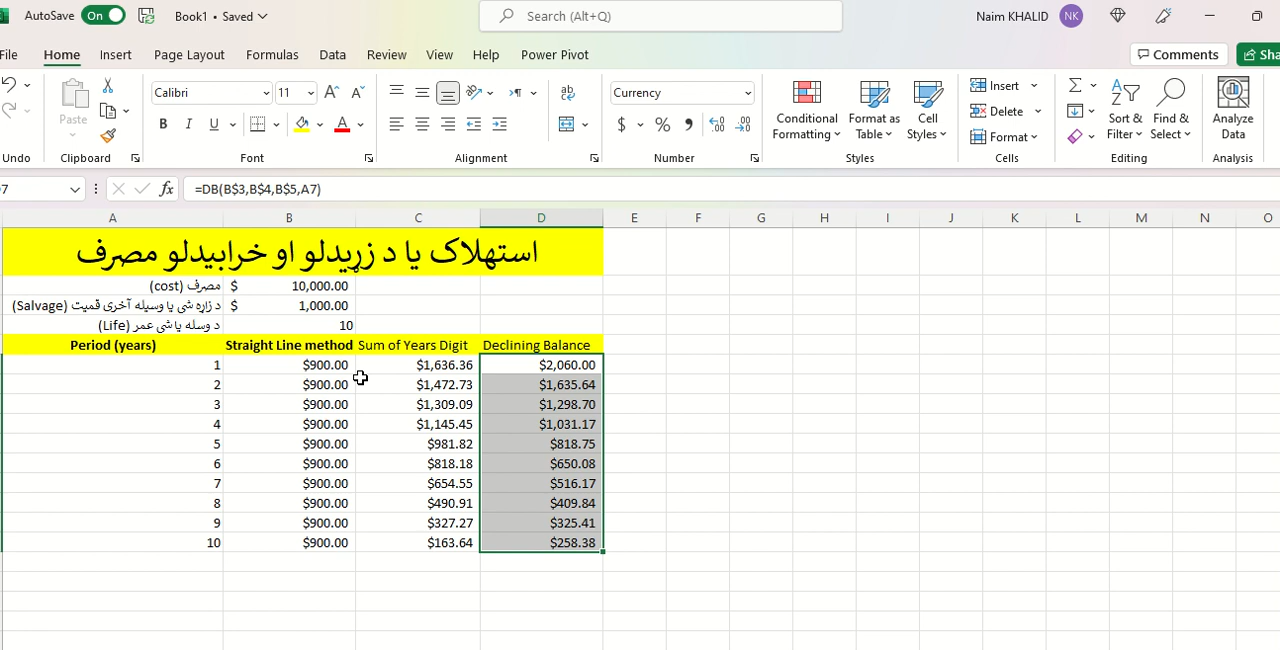 AutoSave On Book1 • Saved Search (Alt+Q) Naim KHALID NK
File Home Insert Page Layout Formulas Data Review View Help Power Pivot Comments Sha
Paste Calibri 11 ab Currency Conditional Formatting Format as Table Cell Styles Insert Delete Format Sort & Filter Find & Select Analyze Data
B I U A $ %
Undo Clipboard Font Alignment Number Styles Cells Editing Analysis
7 fx =DB(B$3,B$4,B$5,A7)
A B C D E F G H I J K L M N O
استهلاک یا د زړیدلو او خرابیدلو مصرف
مصرف (cost) $ 10,000.00
د زاړه شی یا وسیله آخری قمیت (Salvage) $ 1,000.00
د وسله یا شی عمر (Life) 10
Period (years) Straight Line method Sum of Years Digit Declining Balance
1 $900.00 $1,636.36 $2,060.00
2 $900.00 $1,472.73 $1,635.64
3 $900.00 $1,309.09 $1,298.70
4 $900.00 $1,145.45 $1,031.17
5 $900.00 $981.82 $818.75
6 $900.00 $818.18 $650.08
7 $900.00 $654.55 $516.17
8 $900.00 $490.91 $409.84
9 $900.00 $327.27 $325.41
10 $900.00 $163.64 $258.38